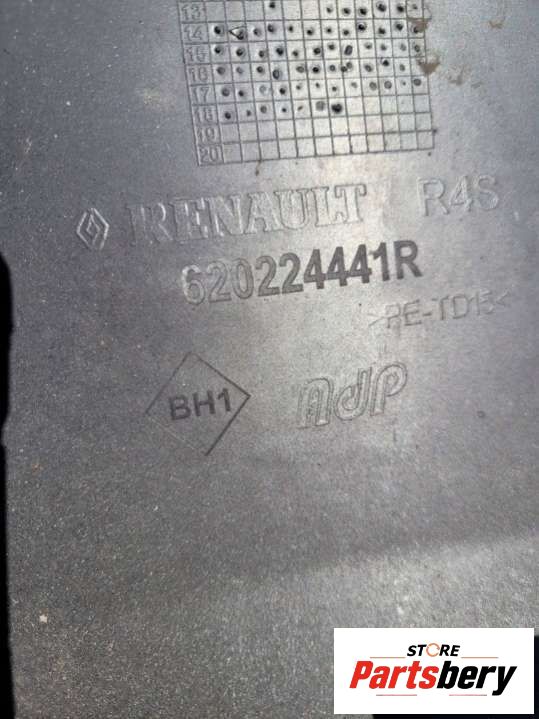 13
14
15
16
17
18
19
20
RENAULT R4S
620224441R
>PE-TD15<
BH1
AdP
STORE
Partsbery